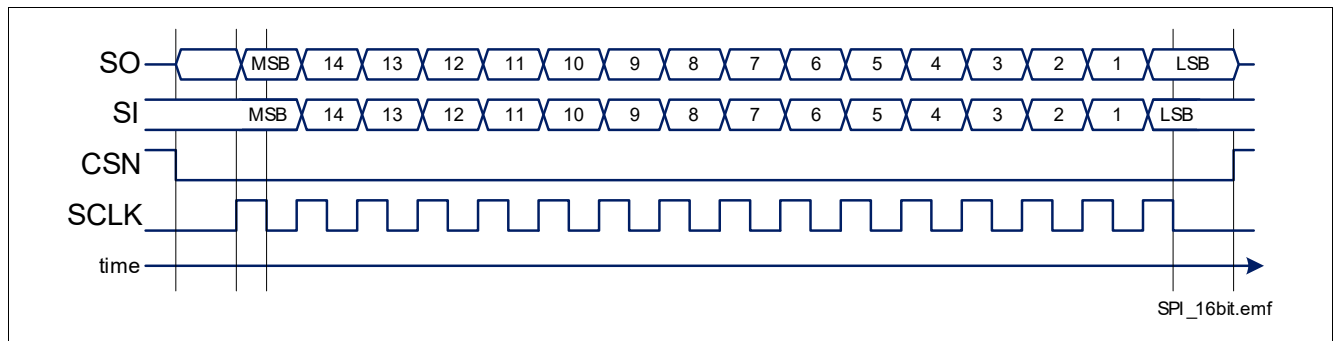 SO MSB 14 13 12 11 10 9 8 7 6 5 4 3 2 1 LSB
SI MSB 14 13 12 11 10 9 8 7 6 5 4 3 2 1 LSB
CSN
SCLK
time
SPI_16bit.emf